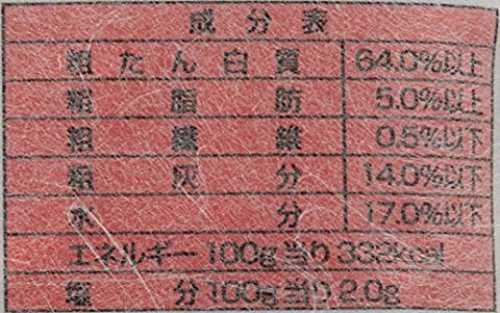 成分表
粗たん白質 64.0%以上
粗脂肪 5.0%以上
粗繊維 0.5%以下
粗灰分 14.0%以下
水分 17.0%以下
エネルギー 100g当り 332kcal
塩分 100g当り 2.0g